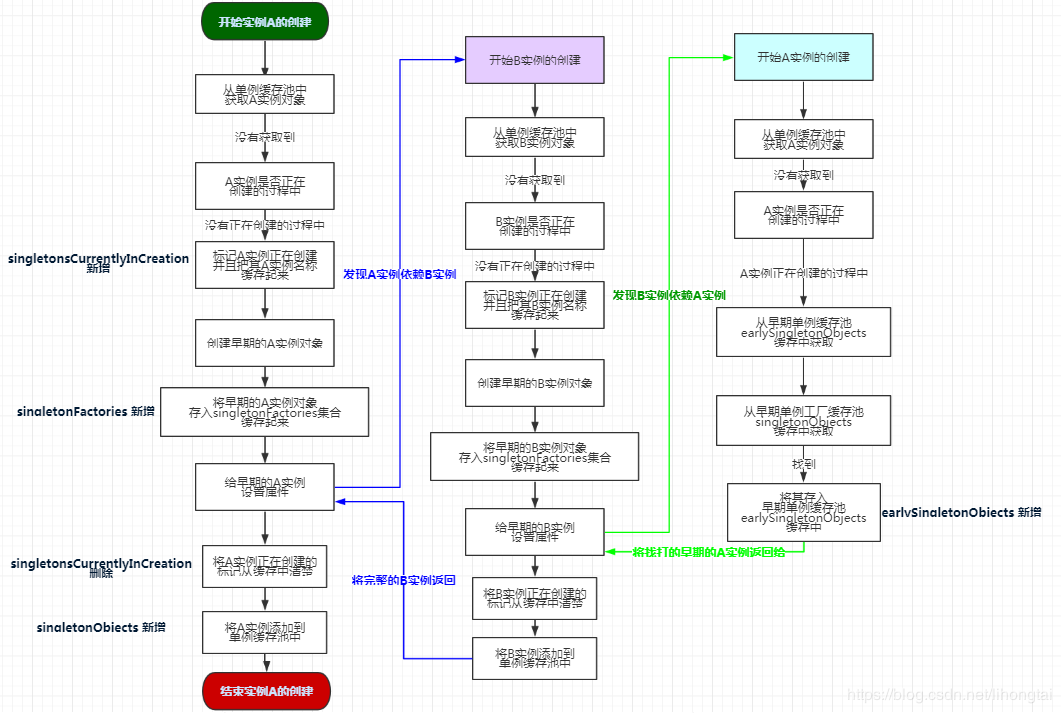 开始实例A的创建
从单例缓存池中
获取A实例对象
没有获取到
A实例是否正在
创建的过程中
没有正在创建的过程中
singletonsCurrentlyInCreation
新增
标记A实例正在创建
并且把其A实例名称
缓存起来
创建早期的A实例对象
singletonFactories 新增
将早期的A实例对象
存入singletonFactories集合
缓存起来
给早期的A实例
设置属性
singletonsCurrentlyInCreation
删除
将A实例正在创建的
标记从缓存中清楚
singletonObjects 新增
将A实例添加到
单例缓存池中
结束实例A的创建
发现A实例依赖B实例
将完整的B实例返回
开始B实例的创建
从单例缓存池中
获取B实例对象
没有获取到
B实例是否正在
创建的过程中
没有正在创建的过程中
标记B实例正在创建
并且把其B实例名称
缓存起来
创建早期的B实例对象
将早期的B实例对象
存入singletonFactories集合
缓存起来
给早期的B实例
设置属性
将B实例正在创建的
标记从缓存中清楚
将B实例添加到
单例缓存池中
发现B实例依赖A实例
将找打的早期的A实例返回给
开始A实例的创建
从单例缓存池中
获取A实例对象
没有获取到
A实例是否正在
创建的过程中
A实例正在创建的过程中
从早期单例缓存池
earlySingletonObjects
缓存中获取
从早期单例工厂缓存池
singletonObjects
缓存中获取
找到
将其存入
早期单例缓存池
earlySingletonObjects
缓存中
earlySingletonObjects 新增
https://blog.csdn.net/lihongtai